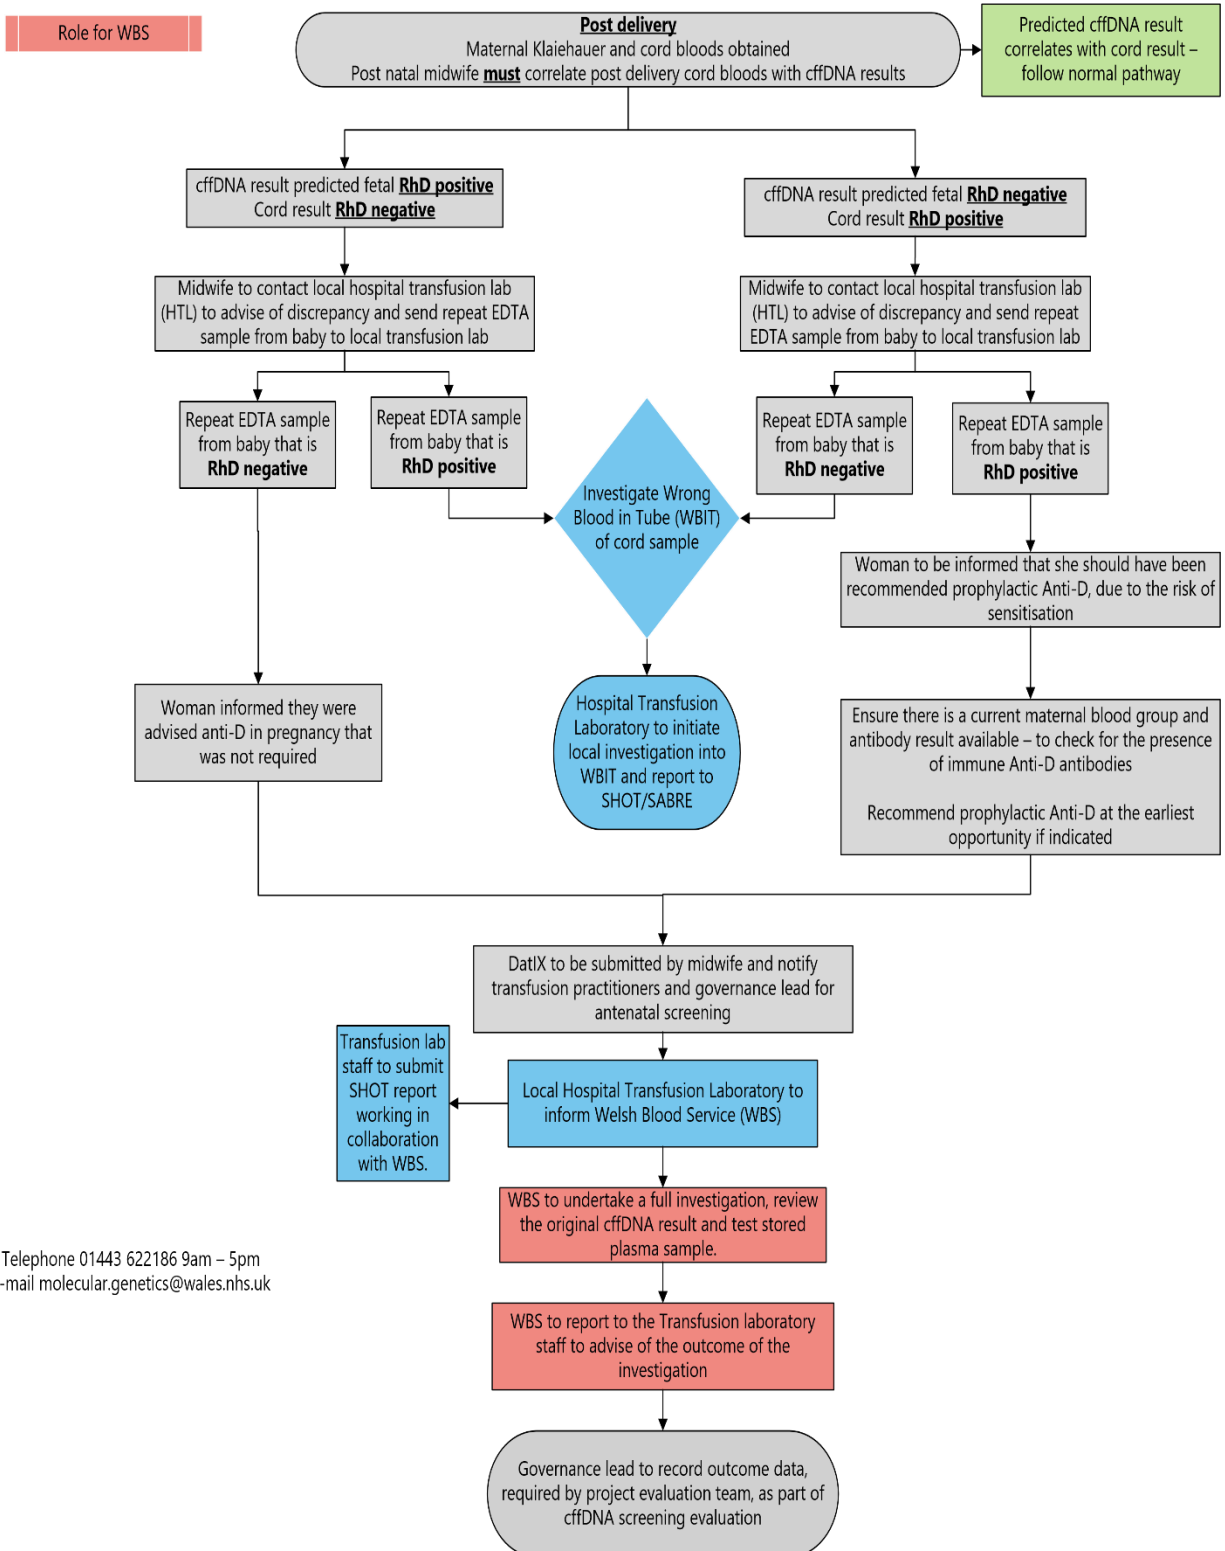 Role for WBS
Post delivery
Maternal Klaiehauer and cord bloods obtained
Post natal midwife must correlate post delivery cord bloods with cffDNA results
Predicted cffDNA result
correlates with cord result –
follow normal pathway
cffDNA result predicted fetal RhD positive
Cord result RhD negative
cffDNA result predicted fetal RhD negative
Cord result RhD positive
Midwife to contact local hospital transfusion lab
(HTL) to advise of discrepancy and send repeat EDTA
sample from baby to local transfusion lab
Midwife to contact local hospital transfusion lab
(HTL) to advise of discrepancy and send repeat
EDTA sample from baby to local transfusion lab
Repeat EDTA sample
from baby that is
RhD negative
Repeat EDTA sample
from baby that is
RhD positive
Repeat EDTA sample
from baby that is
RhD negative
Repeat EDTA sample
from baby that is
RhD positive
Investigate Wrong
Blood in Tube (WBIT)
of cord sample
Woman to be informed that she should have been
recommended prophylactic Anti-D, due to the risk of
sensitisation
Woman informed they were
advised anti-D in pregnancy that
was not required
Hospital Transfusion
Laboratory to initiate
local investigation into
WBIT and report to
SHOT/SABRE
Ensure there is a current maternal blood group and
antibody result available – to check for the presence
of immune Anti-D antibodies
Recommend prophylactic Anti-D at the earliest
opportunity if indicated
DatIX to be submitted by midwife and notify
transfusion practitioners and governance lead for
antenatal screening
Transfusion lab
staff to submit
SHOT report
working in
collaboration
with WBS.
Local Hospital Transfusion Laboratory to
inform Welsh Blood Service (WBS)
WBS to undertake a full investigation, review
the original cffDNA result and test stored
plasma sample.
Telephone 01443 622186 9am – 5pm
-mail molecular.genetics@wales.nhs.uk
WBS to report to the Transfusion laboratory
staff to advise of the outcome of the
investigation
Governance lead to record outcome data,
required by project evaluation team, as part of
cffDNA screening evaluation